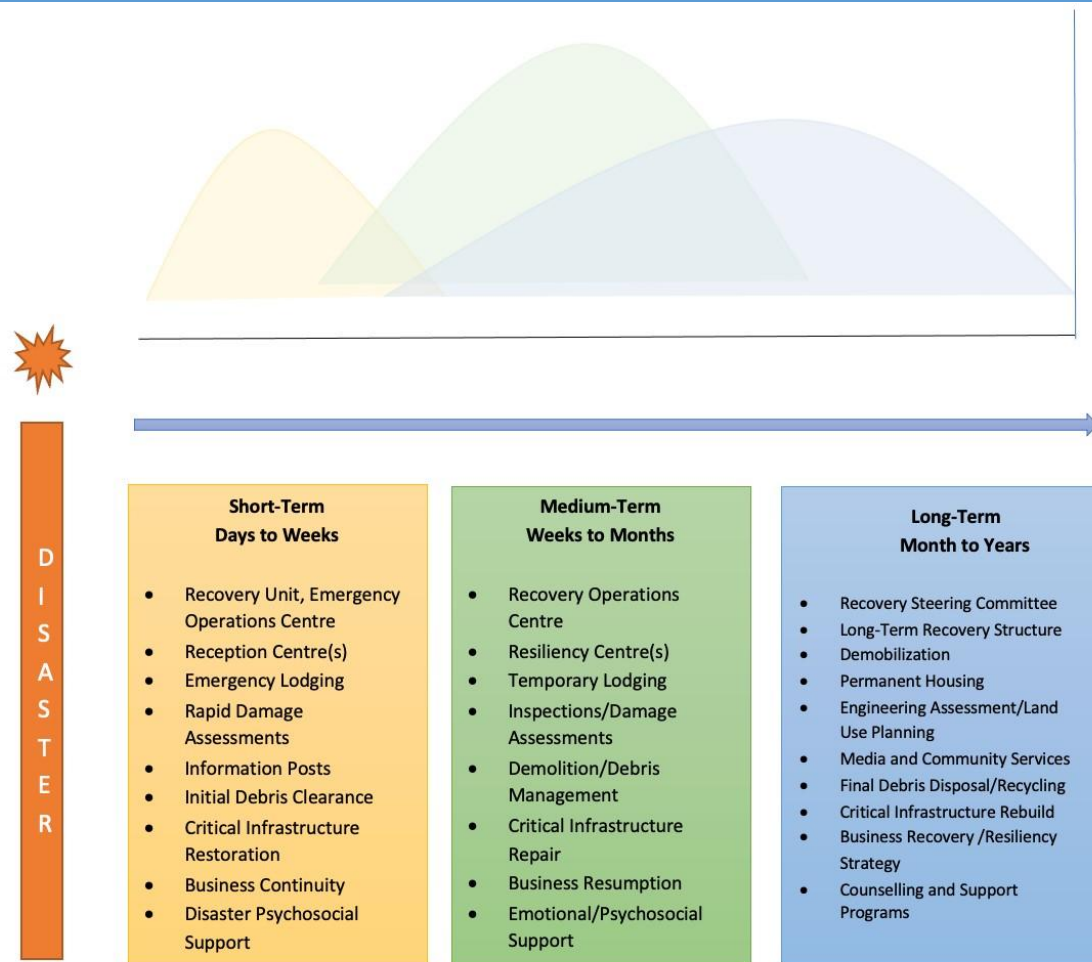 DISASTER
Short-Term
Days to Weeks
• Recovery Unit, Emergency
Operations Centre
• Reception Centre(s)
• Emergency Lodging
• Rapid Damage
Assessments
• Information Posts
• Initial Debris Clearance
• Critical Infrastructure
Restoration
• Business Continuity
• Disaster Psychosocial
Support
Medium-Term
Weeks to Months
• Recovery Operations
Centre
• Resiliency Centre(s)
• Temporary Lodging
• Inspections/Damage
Assessments
• Demolition/Debris
Management
• Critical Infrastructure
Repair
• Business Resumption
• Emotional/Psychosocial
Support
Long-Term
Month to Years
• Recovery Steering Committee
• Long-Term Recovery Structure
• Demobilization
• Permanent Housing
• Engineering Assessment/Land
Use Planning
• Media and Community Services
• Final Debris Disposal/Recycling
• Critical Infrastructure Rebuild
• Business Recovery /Resiliency
Strategy
• Counselling and Support
Programs